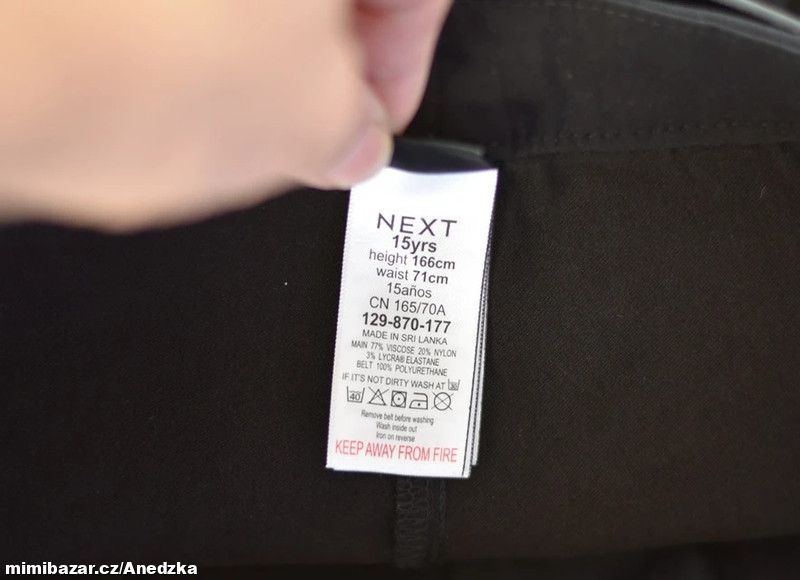 NEXT
15yrs
height 166cm
waist 71cm
15años
CN 165/70A
129-870-177
MADE IN SRI LANKA
MAIN 77% VISCOSE 20% NYLON
3% LYCRA® ELASTANE
BELT 100% POLYURETHANE
IF IT'S NOT DIRTY WASH AT 30
40
Remove belt before washing
Wash inside out
Iron on reverse
KEEP AWAY FROM FIRE
mimibazar.cz/Anedzka